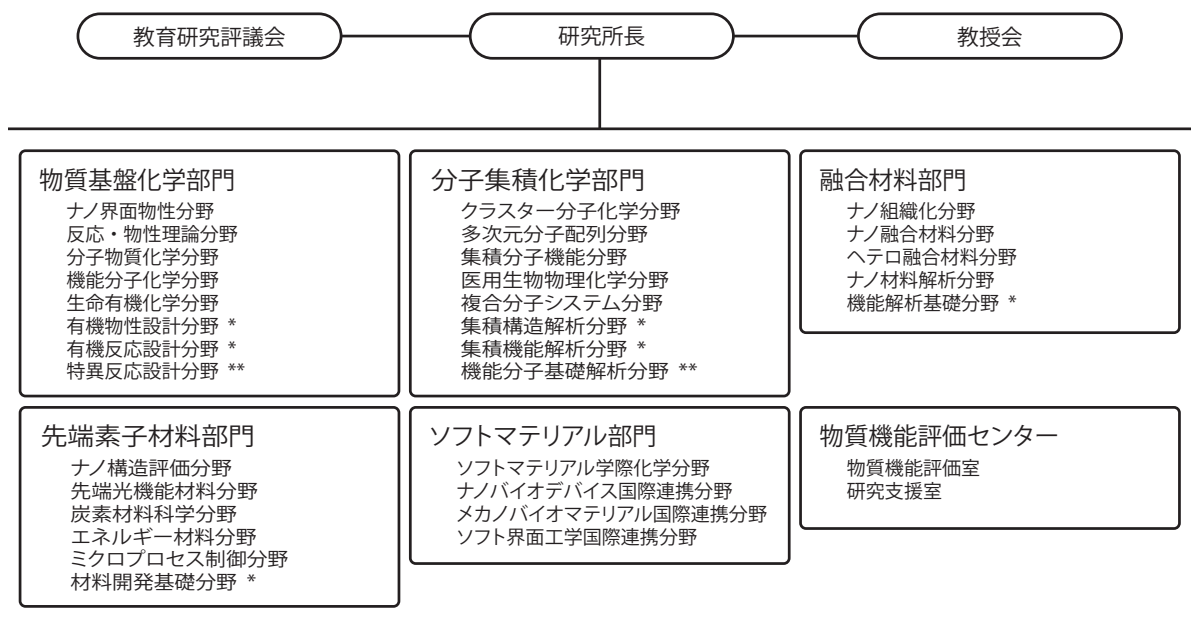 教育研究評議会
研究所長
教授会
物質基盤化学部門
ナノ界面物性分野
反応・物性理論分野
分子物質化学分野
機能分子化学分野
生命有機化学分野
有機物性設計分野 *
有機反応設計分野 *
特異反応設計分野 **
分子集積化学部門
クラスター分子化学分野
多次元分子配列分野
集積分子機能分野
医用生物物理化学分野
複合分子システム分野
集積構造解析分野 *
集積機能解析分野 *
機能分子基礎解析分野 **
融合材料部門
ナノ組織化分野
ナノ融合材料分野
ヘテロ融合材料分野
ナノ材料解析分野
機能解析基礎分野 *
先端素子材料部門
ナノ構造評価分野
先端光機能材料分野
炭素材料科学分野
エネルギー材料分野
ミクロプロセス制御分野
材料開発基礎分野 *
ソフトマテリアル部門
ソフトマテリアル学際化学分野
ナノバイオデバイス国際連携分野
メカノバイオマテリアル国際連携分野
ソフト界面工学国際連携分野
物質機能評価センター
物質機能評価室
研究支援室